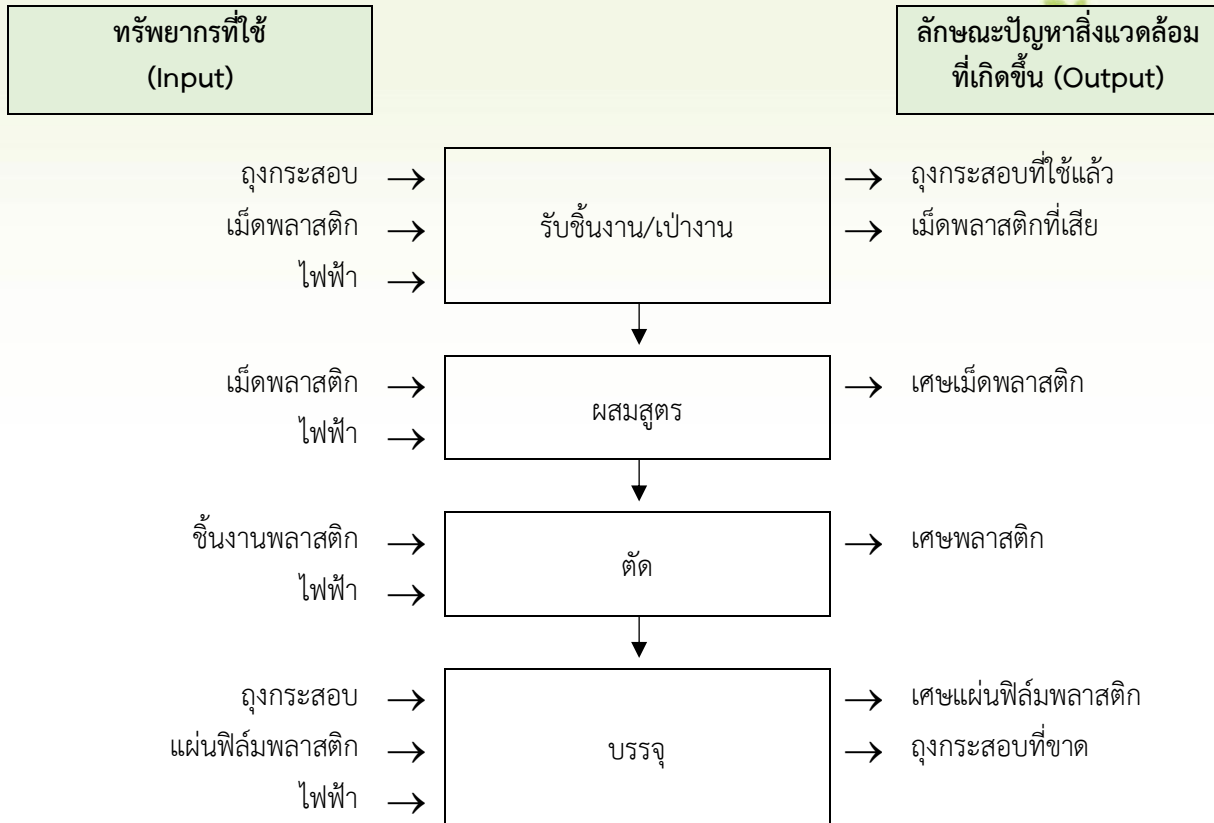 ทรัพยากรที่ใช้
(Input)
ลักษณะปัญหาสิ่งแวดล้อม
ที่เกิดขึ้น (Output)
ถุงกระสอบ → → ถุงกระสอบที่ใช้แล้ว
เม็ดพลาสติก → รับชิ้นงาน/เป่างาน → เม็ดพลาสติกที่เสีย
ไฟฟ้า →
เม็ดพลาสติก → → เศษเม็ดพลาสติก
ผสมสูตร
ไฟฟ้า →
ชิ้นงานพลาสติก → → เศษพลาสติก
ตัด
ไฟฟ้า →
ถุงกระสอบ → → เศษแผ่นฟิล์มพลาสติก
แผ่นฟิล์มพลาสติก → บรรจุ → ถุงกระสอบที่ขาด
ไฟฟ้า →